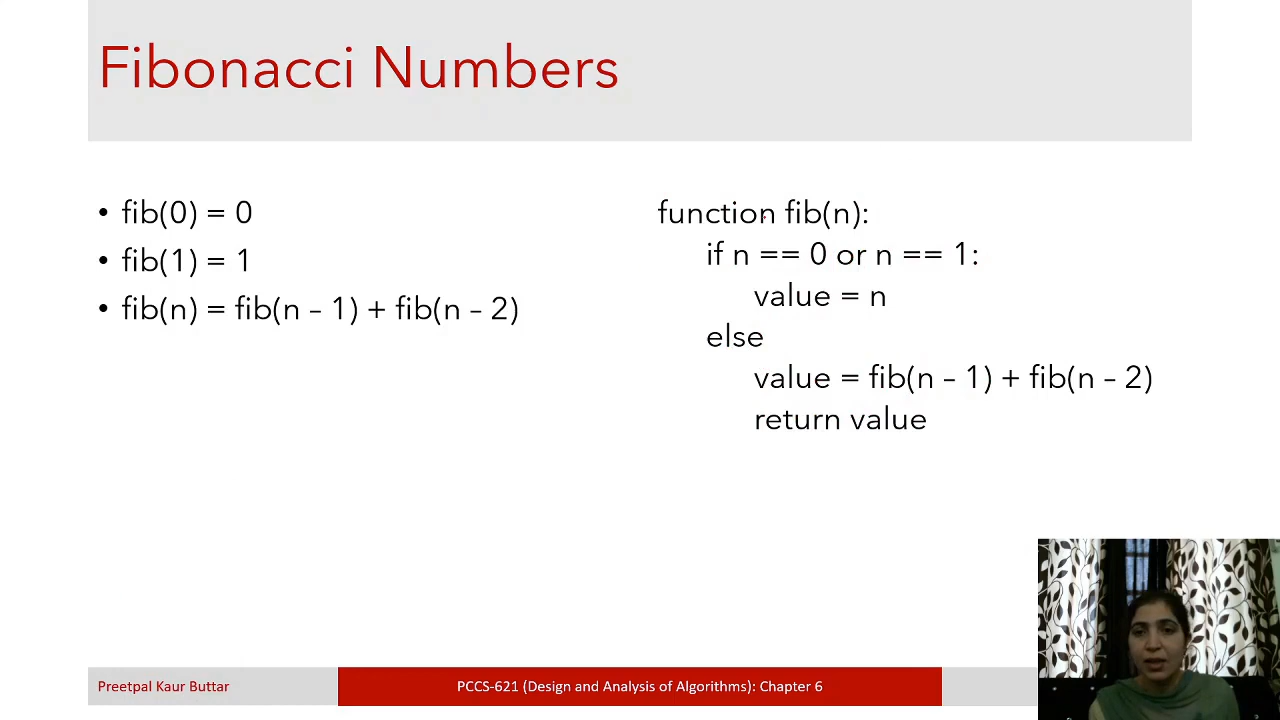 Fibonacci Numbers
• fib(0) = 0
• fib(1) = 1
• fib(n) = fib(n – 1) + fib(n – 2)
function fib(n):
if n == 0 or n == 1:
value = n
else
value = fib(n – 1) + fib(n – 2)
return value
Preetpal Kaur Buttar
PCCS-621 (Design and Analysis of Algorithms): Chapter 6